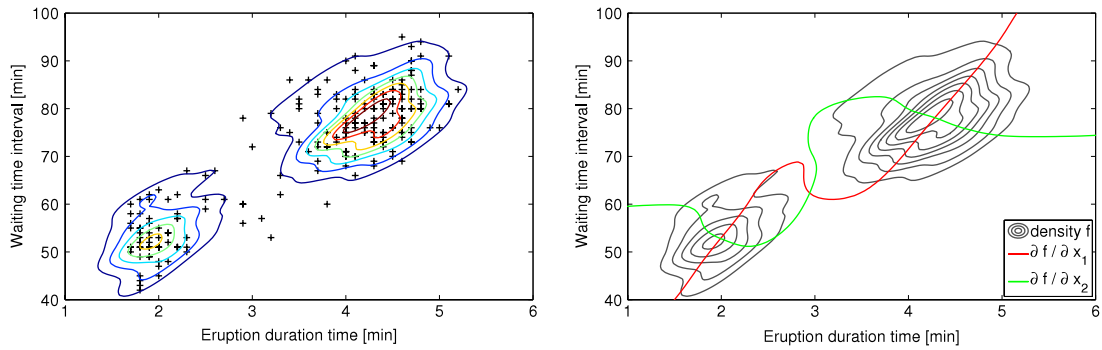 100
90
80
70
60
50
40
Waiting time interval [min]
1 2 3 4 5 6
Eruption duration time [min]
100
90
80
70
60
50
40
Waiting time interval [min]
density f
∂ f / ∂ x₁
∂ f / ∂ x₂
1 2 3 4 5 6
Eruption duration time [min]